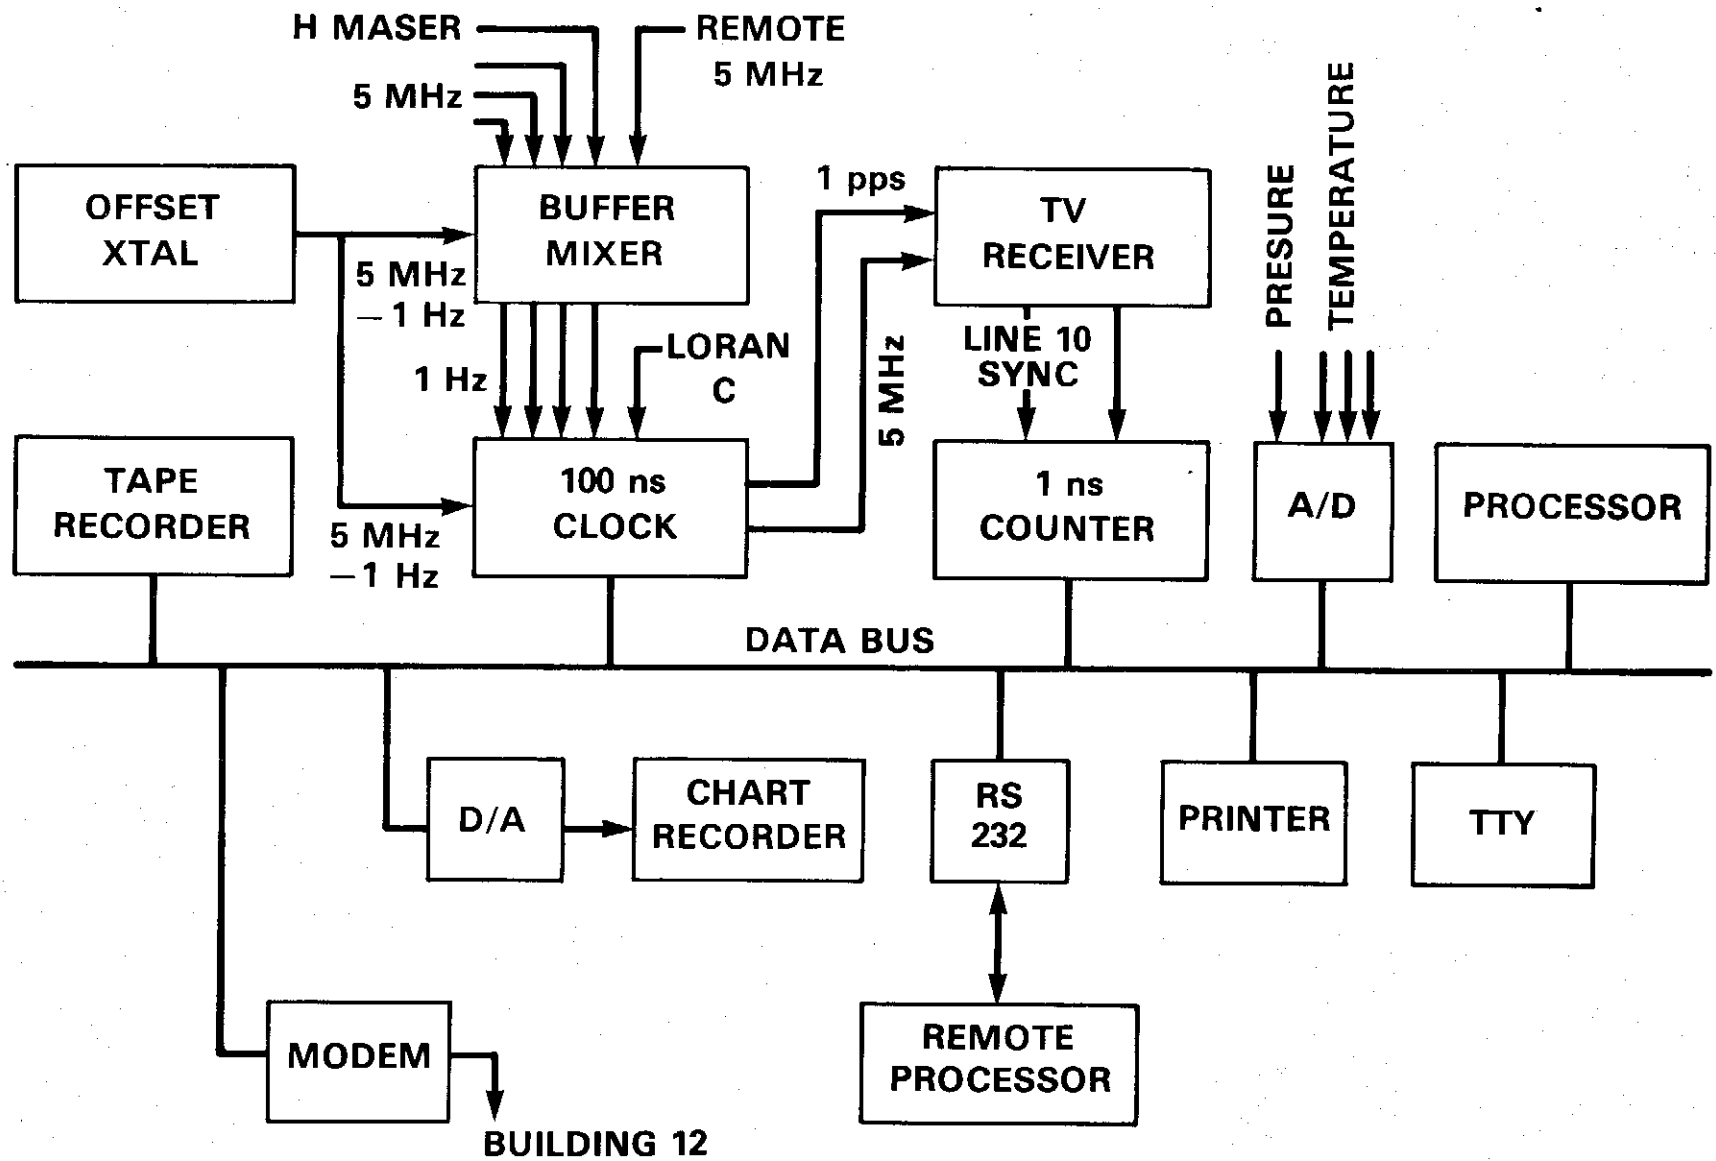 H MASER
REMOTE
5 MHz
5 MHz
OFFSET
XTAL
BUFFER
MIXER
1 pps
TV
RECEIVER
PRESSURE
TEMPERATURE
5 MHz
— 1 Hz
1 Hz
LORAN
C
5 MHz
LINE 10
SYNC
TAPE
RECORDER
100 ns
CLOCK
1 ns
COUNTER
A/D
PROCESSOR
5 MHz
—1 Hz
DATA BUS
D/A
CHART
RECORDER
RS
232
PRINTER
TTY
MODEM
REMOTE
PROCESSOR
BUILDING 12